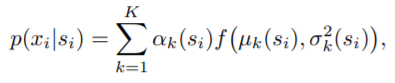 p(x_i|s_i) = \sum_{k=1}^{K} \alpha_k(s_i) f(\mu_k(s_i), \sigma_k^2(s_i)),